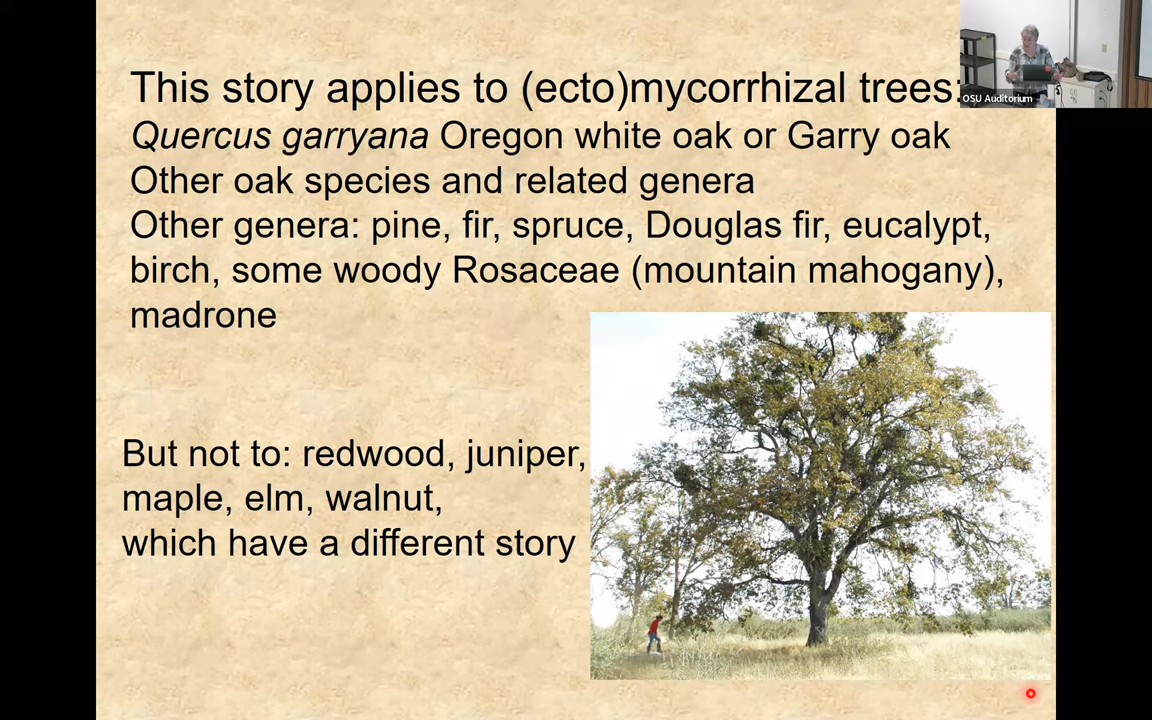 This story applies to (ecto)mycorrhizal trees:
OSU Auditorium
Quercus garryana Oregon white oak or Garry oak
Other oak species and related genera
Other genera: pine, fir, spruce, Douglas fir, eucalypt,
birch, some woody Rosaceae (mountain mahogany),
madrone
But not to: redwood, juniper,
maple, elm, walnut,
which have a different story